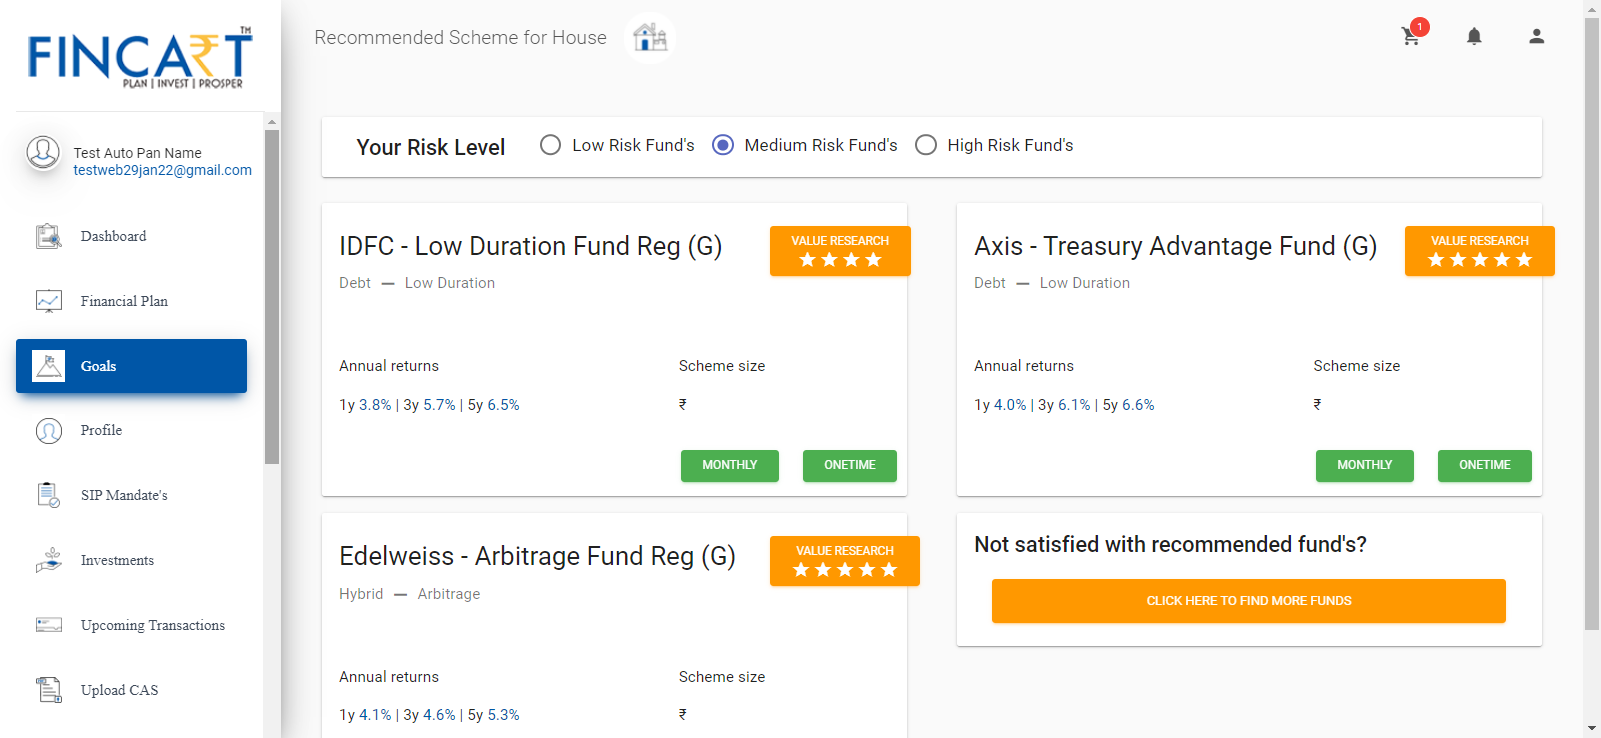 FINCART TM
PLAN | INVEST | PROSPER
Test Auto Pan Name
testweb29jan22@gmail.com
Dashboard
Financial Plan
Goals
Profile
SIP Mandate's
Investments
Upcoming Transactions
Upload CAS
Recommended Scheme for House
1
Your Risk Level Low Risk Fund's Medium Risk Fund's High Risk Fund's
IDFC - Low Duration Fund Reg (G)
VALUE RESEARCH
★★★★
Debt — Low Duration
Annual returns Scheme size
1y 3.8% | 3y 5.7% | 5y 6.5% ₹
MONTHLY ONETIME
Axis - Treasury Advantage Fund (G)
VALUE RESEARCH
★★★★★
Debt — Low Duration
Annual returns Scheme size
1y 4.0% | 3y 6.1% | 5y 6.6% ₹
MONTHLY ONETIME
Edelweiss - Arbitrage Fund Reg (G)
VALUE RESEARCH
★★★★★
Hybrid — Arbitrage
Annual returns Scheme size
1y 4.1% | 3y 4.6% | 5y 5.3% ₹
Not satisfied with recommended fund's?
CLICK HERE TO FIND MORE FUNDS